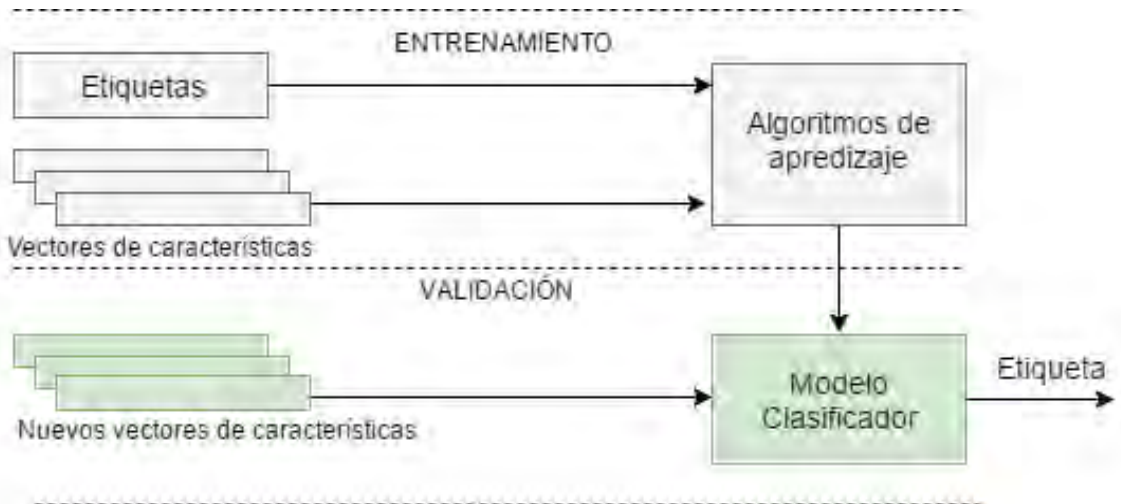 ENTRENAMIENTO
Etiquetas
Algoritmos de
apredizaje
Vectores de características
VALIDACIÓN
Modelo
Clasificador
Etiqueta
Nuevos vectores de características